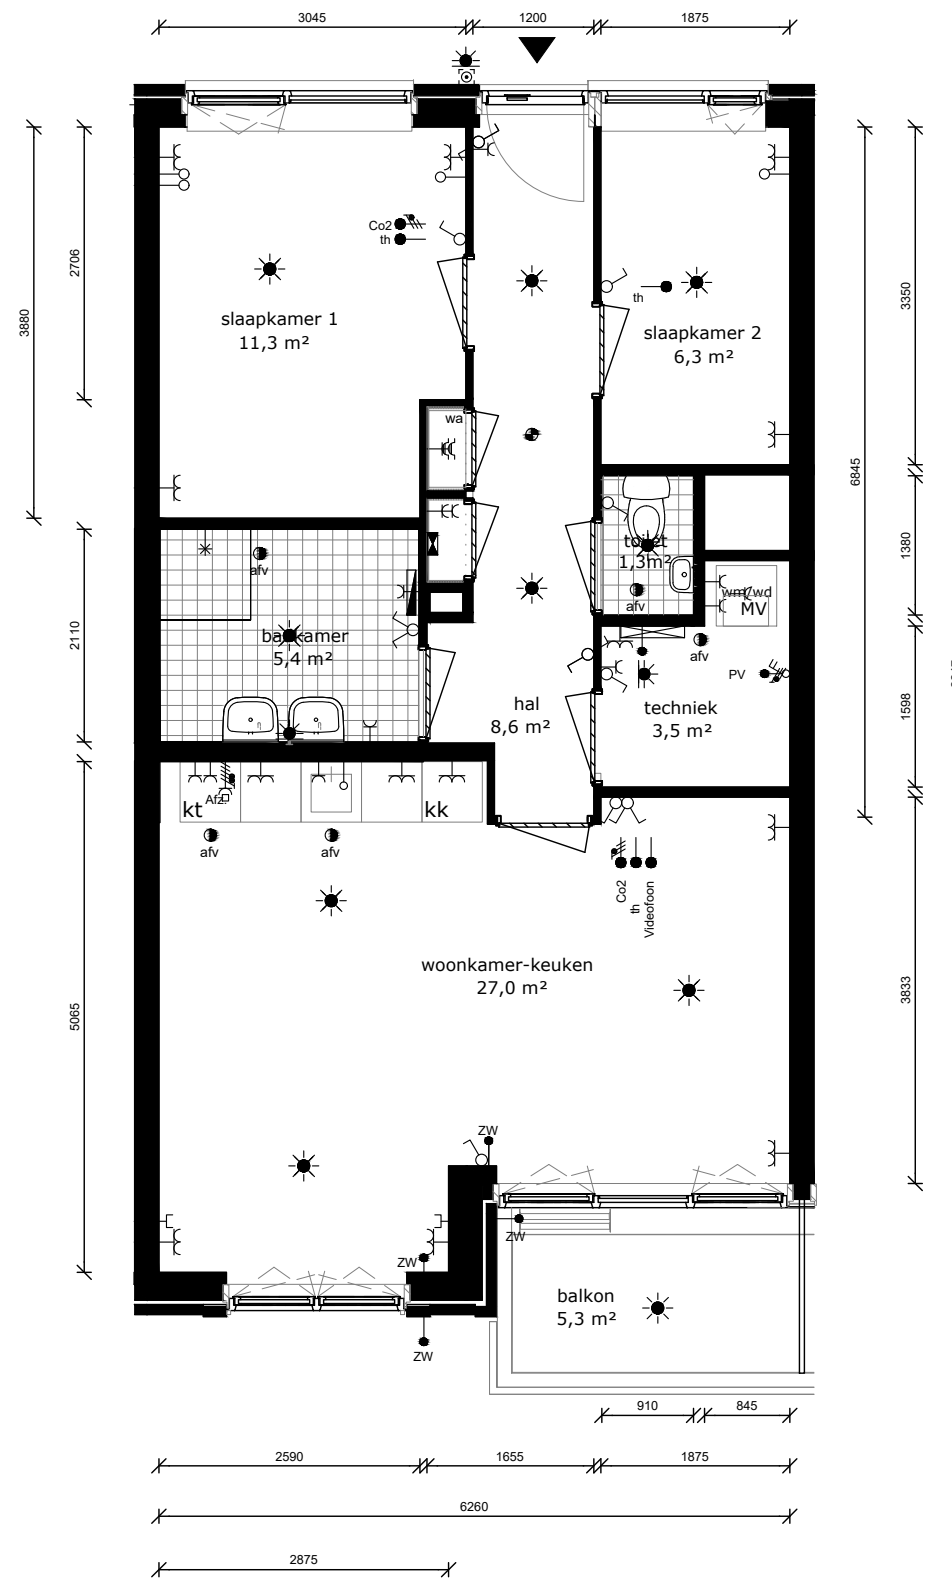 3045
1200
1875
3880
2706
3350
6845
Co2
th
slaapkamer 1
11,3 m²
th
slaapkamer 2
6,3 m²
wa
toilet
1,3m²
1380
afv
afv
wm/wd
MV
afv
badkamer
5,4 m²
2110
PV
hal
8,6 m²
techniek
3,5 m²
1598
kt
Afz.
kk
afv
afv
Co2
th
Videofoon
woonkamer-keuken
27,0 m²
5065
3833
ZW
ZW
ZW
balkon
5,3 m²
ZW
910
845
2590
1655
1875
6260
2875